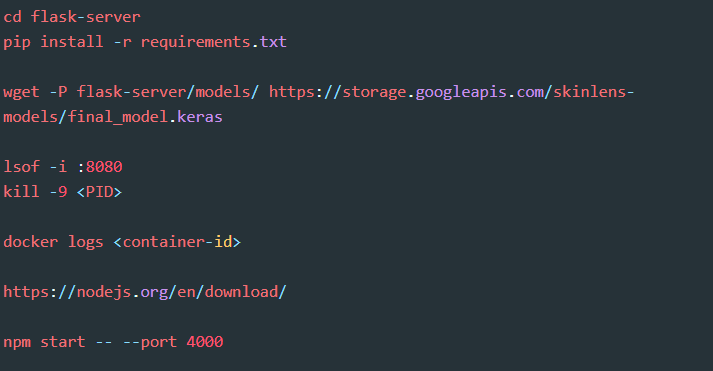 cd flask-server
pip install -r requirements.txt
wget -P flask-server/models/ https://storage.googleapis.com/skinlens-
models/final_model.keras
lsof -i :8080
kill -9 <PID>
docker logs <container-id>
https://nodejs.org/en/download/
npm start -- --port 4000